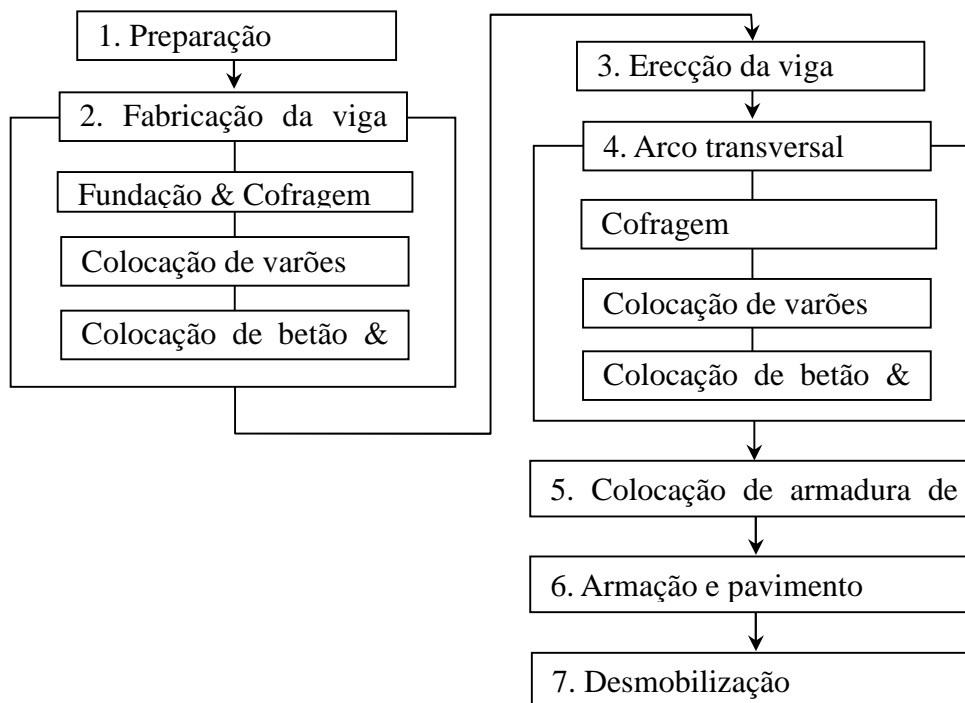 1. Preparação
2. Fabricação da viga
Fundação & Cofragem
Colocação de varões
Colocação de betão &
3. Erecção da viga
4. Arco transversal
Cofragem
Colocação de varões
Colocação de betão &
5. Colocação de armadura de
6. Armação e pavimento
7. Desmobilização